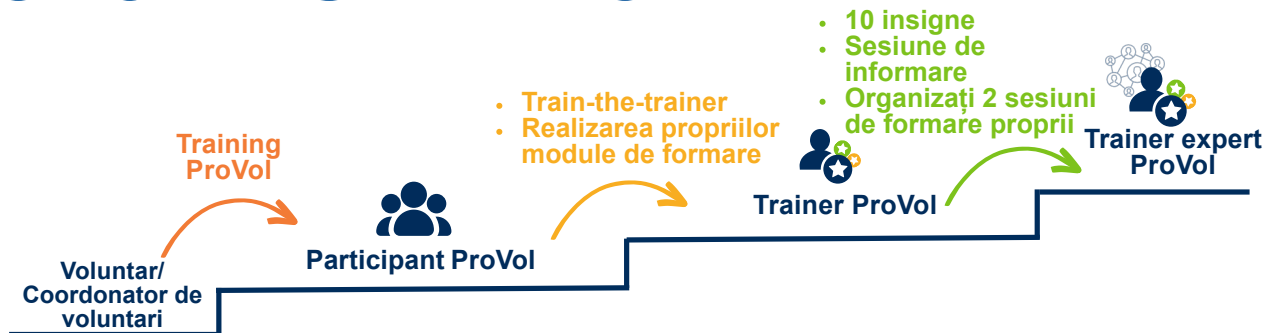 Voluntar/
Coordonator de
voluntari
Training
ProVol
Participant ProVol
• Train-the-trainer
• Realizarea propriilor
module de formare
Trainer ProVol
• 10 insigne
• Sesiune de
informare
• Organizați 2 sesiuni
de formare proprii
Trainer expert
ProVol